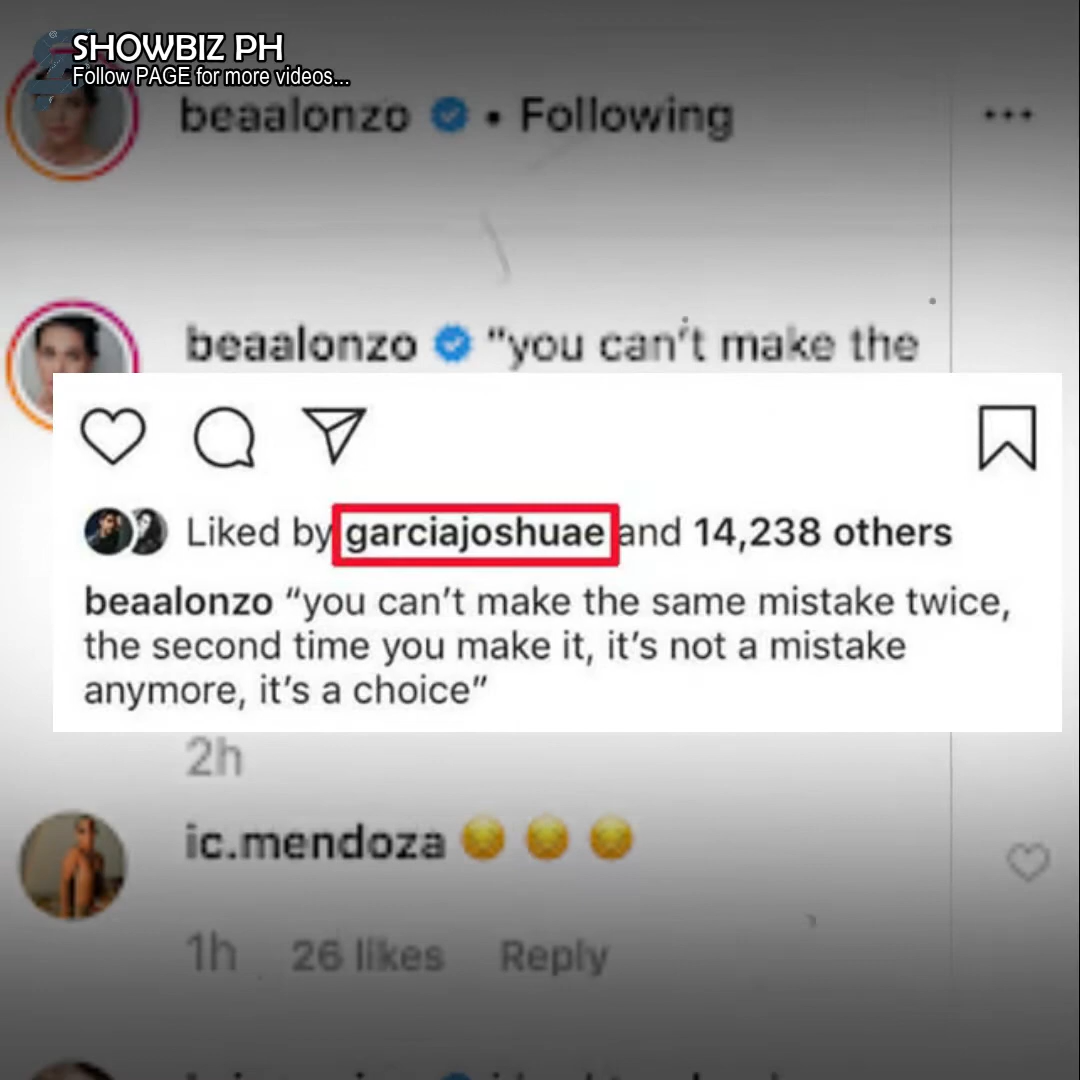 SHOWBIZ PH
Follow PAGE for more videos...
beaalonzo • Following
beaalonzo "you can't make the
Liked by garciajoshuae and 14,238 others
beaalonzo “you can’t make the same mistake twice,
the second time you make it, it’s not a mistake
anymore, it’s a choice”
2h
ic.mendoza
1h 26 likes Reply